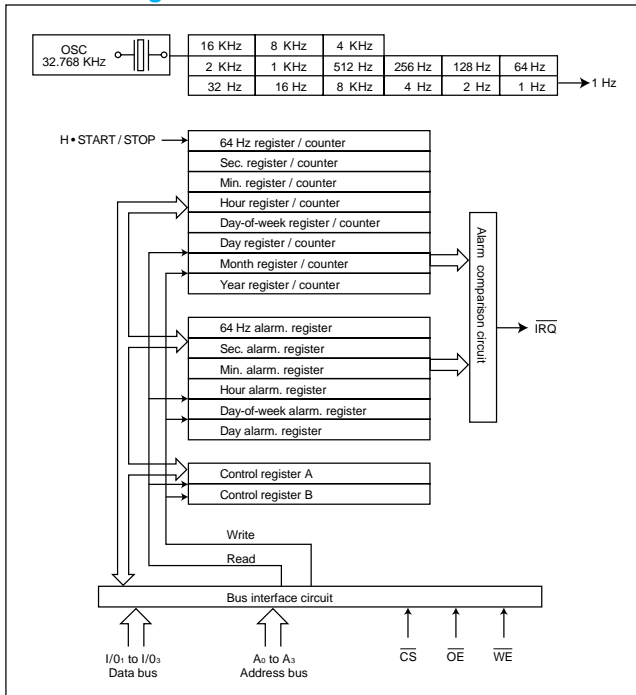 OSC
32.768 KHz
16 KHz 8 KHz 4 KHz
2 KHz 1 KHz 512 Hz 256 Hz 128 Hz 64 Hz
32 Hz 16 Hz 8 KHz 4 Hz 2 Hz 1 Hz
1 Hz
H • START / STOP
64 Hz register / counter
Sec. register / counter
Min. register / counter
Hour register / counter
Day-of-week register / counter
Day register / counter
Month register / counter
Year register / counter
Alarm comparison circuit
IRQ
64 Hz alarm. register
Sec. alarm. register
Min. alarm. register
Hour alarm. register
Day-of-week alarm. register
Day alarm. register
Control register A
Control register B
Write
Read
Bus interface circuit
I/0₁ to I/0₃
Data bus
A₀ to A₃
Address bus
CS
OE
WE